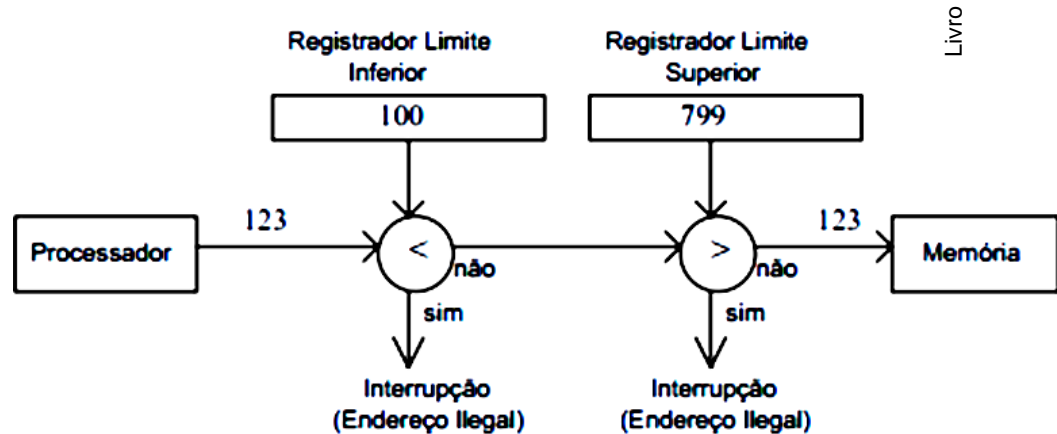 Livro
Registrador Limite
Inferior
100
Registrador Limite
Superior
799
Processador
123
<
não
sim
>
não
sim
123
Memória
Interrupção
(Endereço Ilegal)
Interrupção
(Endereço Ilegal)